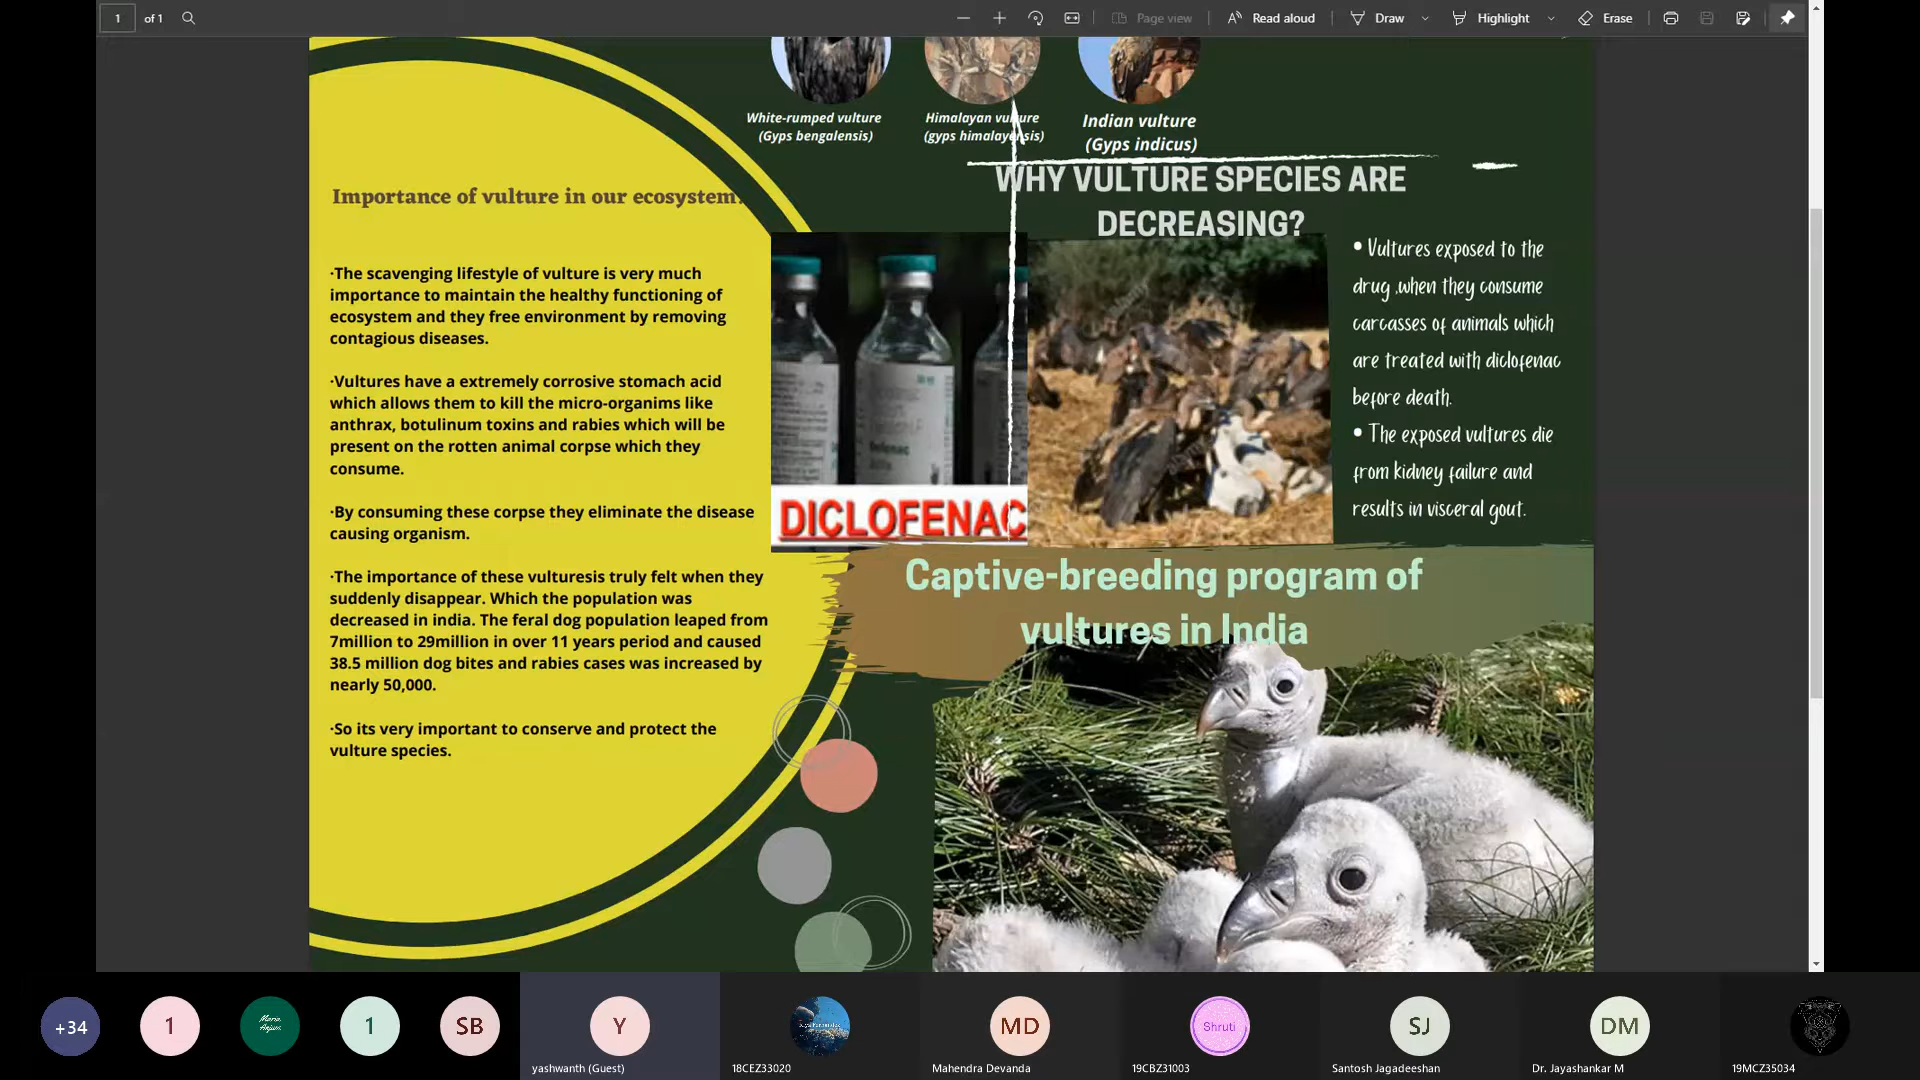 1 of 1
Page view
Read aloud
Draw
Highlight
Erase
White-rumped vulture
(Gyps bengalensis)
Himalayan vulture
(gyps himalayensis)
Indian vulture
(Gyps indicus)
Importance of vulture in our ecosystem.
·The scavenging lifestyle of vulture is very much
importance to maintain the healthy functioning of
ecosystem and they free environment by removing
contagious diseases.
·Vultures have a extremely corrosive stomach acid
which allows them to kill the micro-organims like
anthrax, botulinum toxins and rabies which will be
present on the rotten animal corpse which they
consume.
·By consuming these corpse they eliminate the disease
causing organism.
·The importance of these vulturesis truly felt when they
suddenly disappear. Which the population was
decreased in india. The feral dog population leaped from
7million to 29million in over 11 years period and caused
38.5 million dog bites and rabies cases was increased by
nearly 50,000.
·So its very important to conserve and protect the
vulture species.
WHY VULTURE SPECIES ARE
DECREASING?
DICLOFENAC
• Vultures exposed to the
drug ,when they consume
carcasses of animals which
are treated with diclofenac
before death.
• The exposed vultures die
from kidney failure and
results in visceral gout.
Captive-breeding program of
vultures in India
+34
1
1
SB
Y
MD
Shruti
SJ
DM
yashwanth (Guest)
18CEZ33020
Mahendra Devanda
19CBZ31003
Santosh Jagadeeshan
Dr. Jayashankar M
19MCZ35034